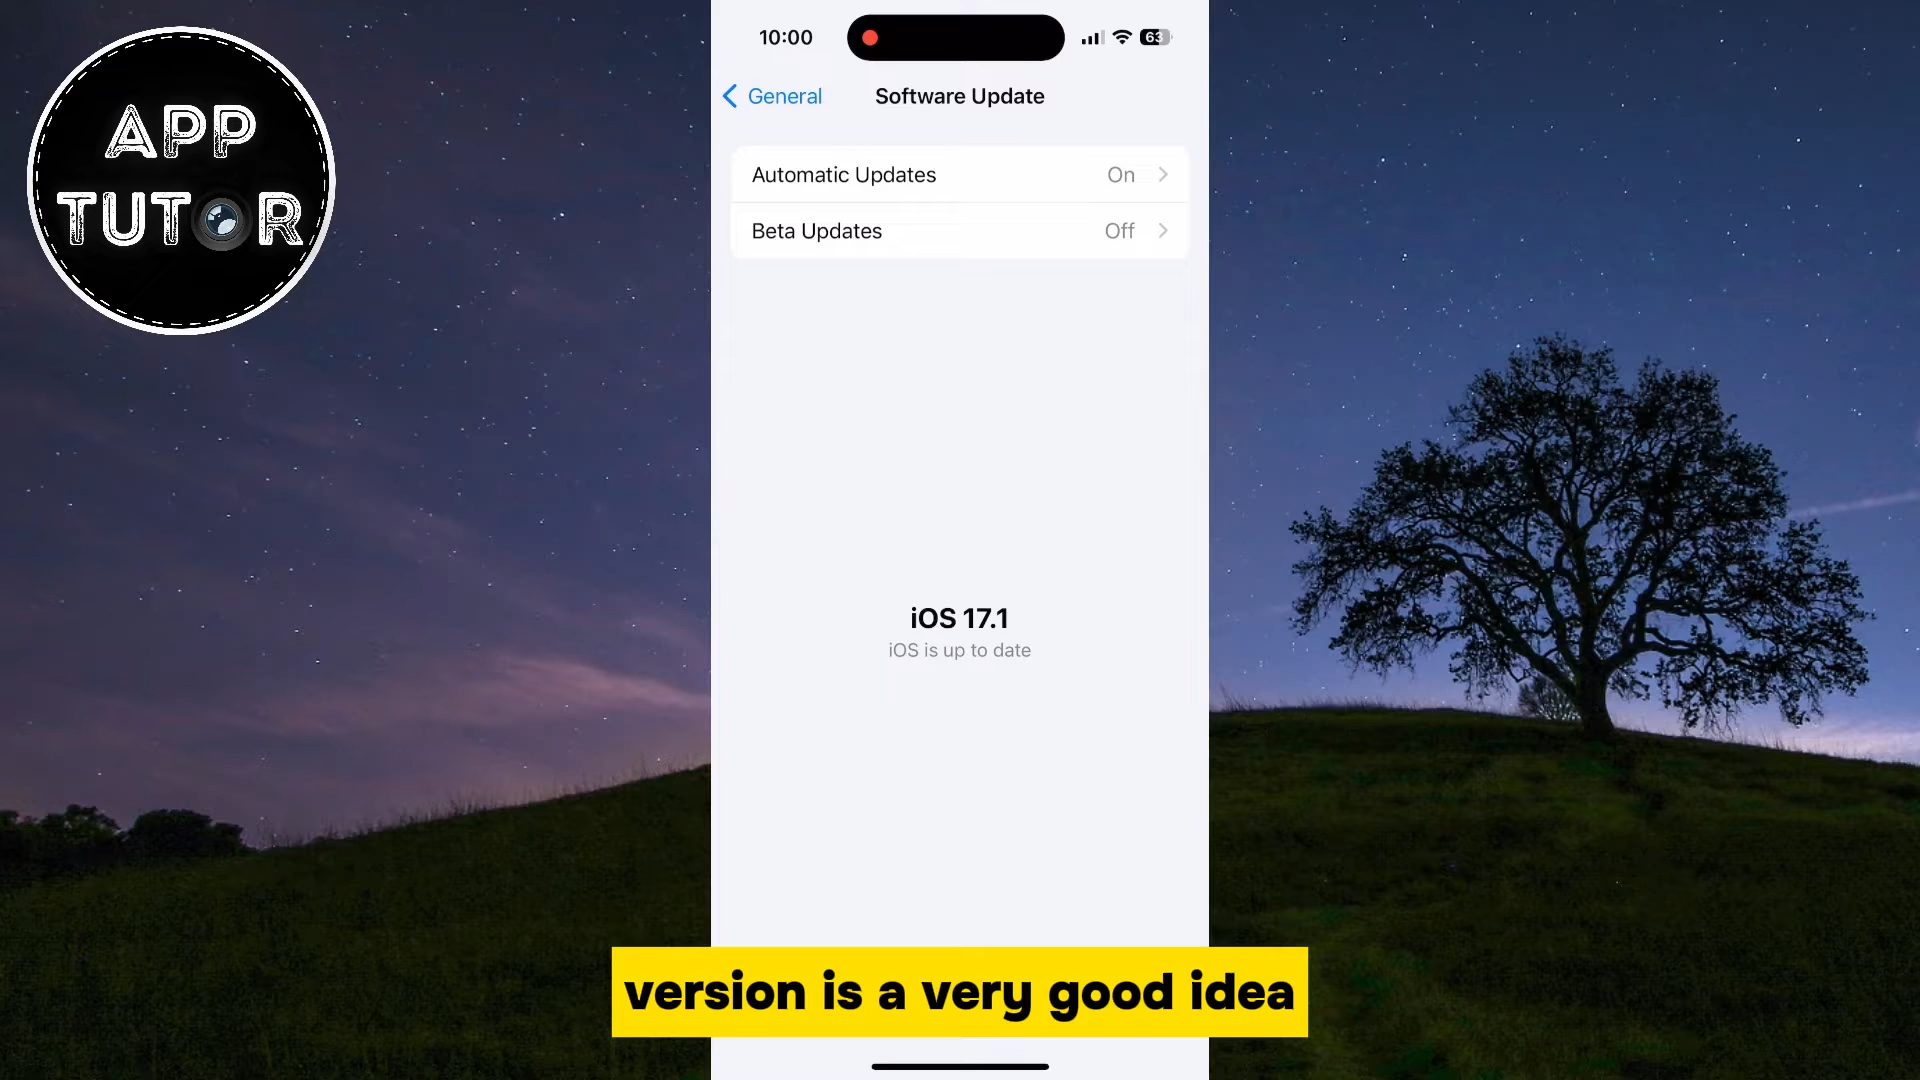 APP
TUTOR
10:00
63
General
Software Update
Automatic Updates On
Beta Updates Off
iOS 17.1
iOS is up to date
version is a very good idea